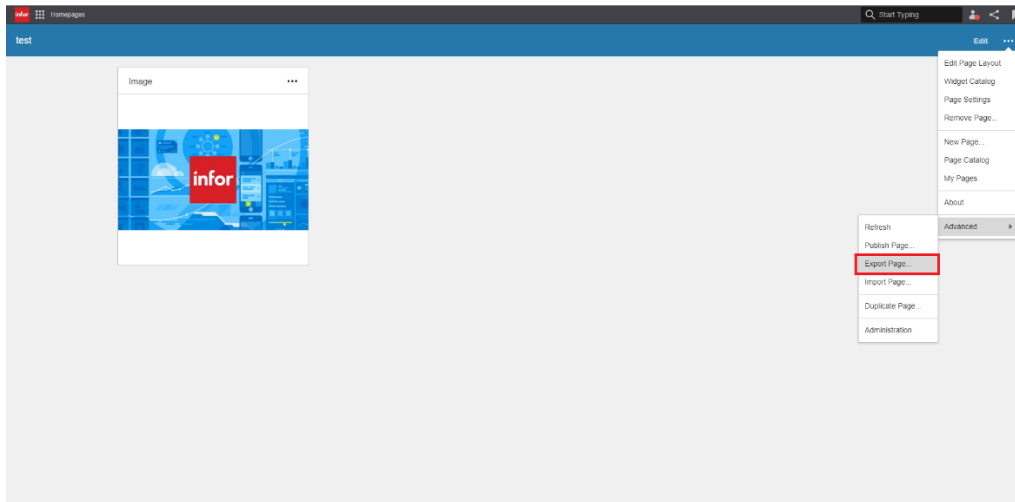 infor Homepages Start Typing
test Edit ...
Image ...
infor
Edit Page Layout
Widget Catalog
Page Settings
Remove Page...
New Page...
Page Catalog
My Pages
About
Advanced
Refresh
Publish Page...
Export Page...
Import Page...
Duplicate Page...
Administration